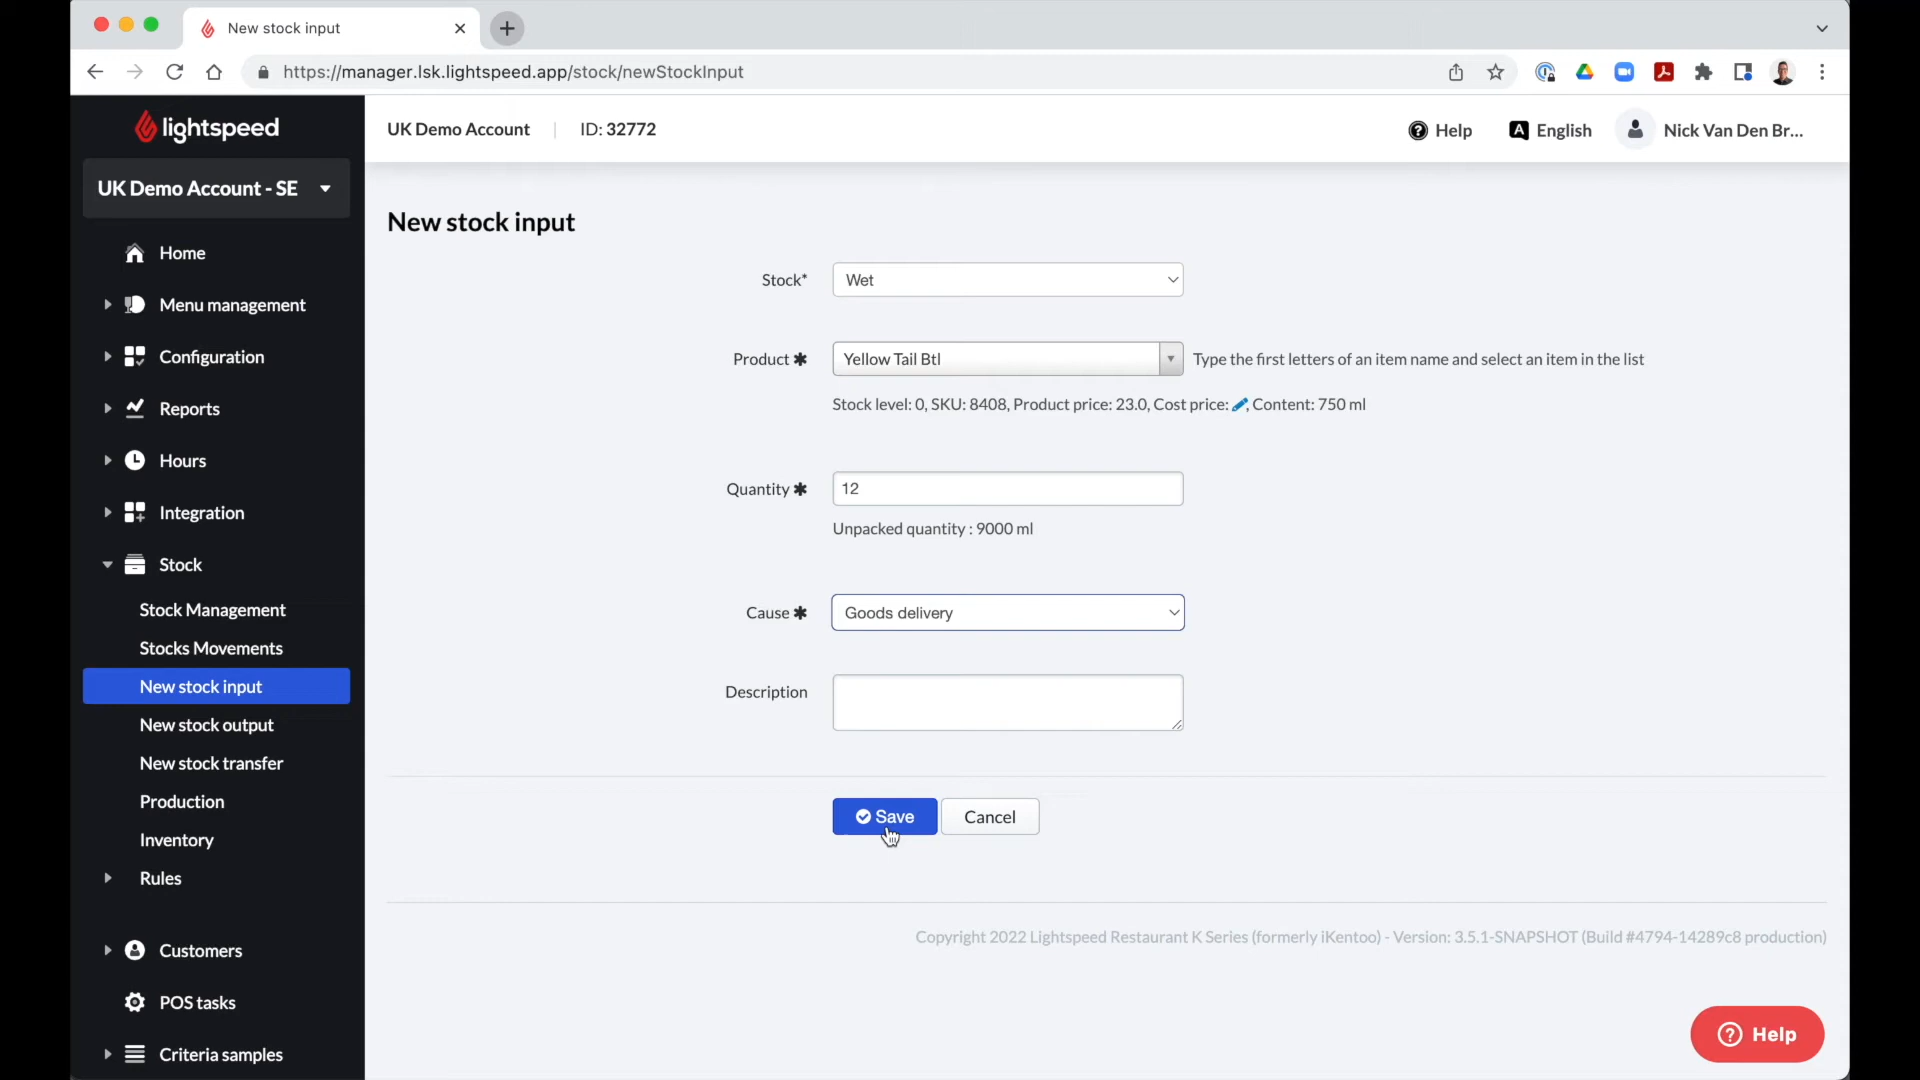 New stock input
https://manager.lsk.lightspeed.app/stock/newStockInput
lightspeed
UK Demo Account
ID: 32772
Help
A English
Nick Van Den Br...
UK Demo Account - SE
Home
Menu management
Configuration
Reports
Hours
Integration
Stock
Stock Management
Stocks Movements
New stock input
New stock output
New stock transfer
Production
Inventory
Rules
Customers
POS tasks
Criteria samples
New stock input
Stock* Wet
Product ✱ Yellow Tail Btl Type the first letters of an item name and select an item in the list
Stock level: 0, SKU: 8408, Product price: 23.0, Cost price: , Content: 750 ml
Quantity ✱ 12
Unpacked quantity : 9000 ml
Cause ✱ Goods delivery
Description
Save Cancel
Copyright 2022 Lightspeed Restaurant K Series (formerly iKentoo) - Version: 3.5.1-SNAPSHOT (Build #4794-14289c8 production)
Help